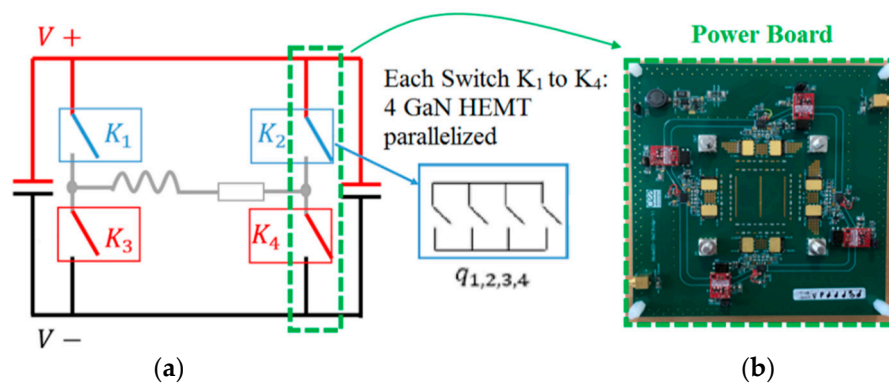 V +
Power Board
Each Switch K1 to K4:
4 GaN HEMT
parallelized
K1
K2
K3
K4
q1,2,3,4
V −
(a)
(b)